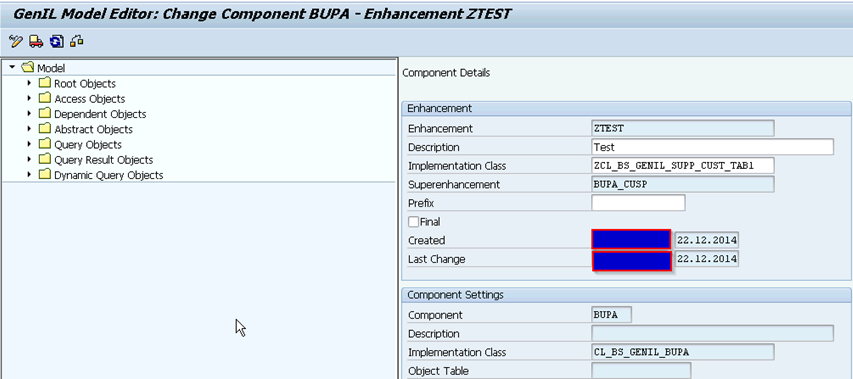 GenIL Model Editor: Change Component BUPA - Enhancement ZTEST
Model
Root Objects
Access Objects
Dependent Objects
Abstract Objects
Query Objects
Query Result Objects
Dynamic Query Objects
Component Details
Enhancement
Enhancement ZTEST
Description Test
Implementation Class ZCL_BS_GENIL_SUPP_CUST_TAB1
Superenhancement BUPA_CUSP
Prefix
Final
Created 22.12.2014
Last Change 22.12.2014
Component Settings
Component BUPA
Description
Implementation Class CL_BS_GENIL_BUPA
Object Table